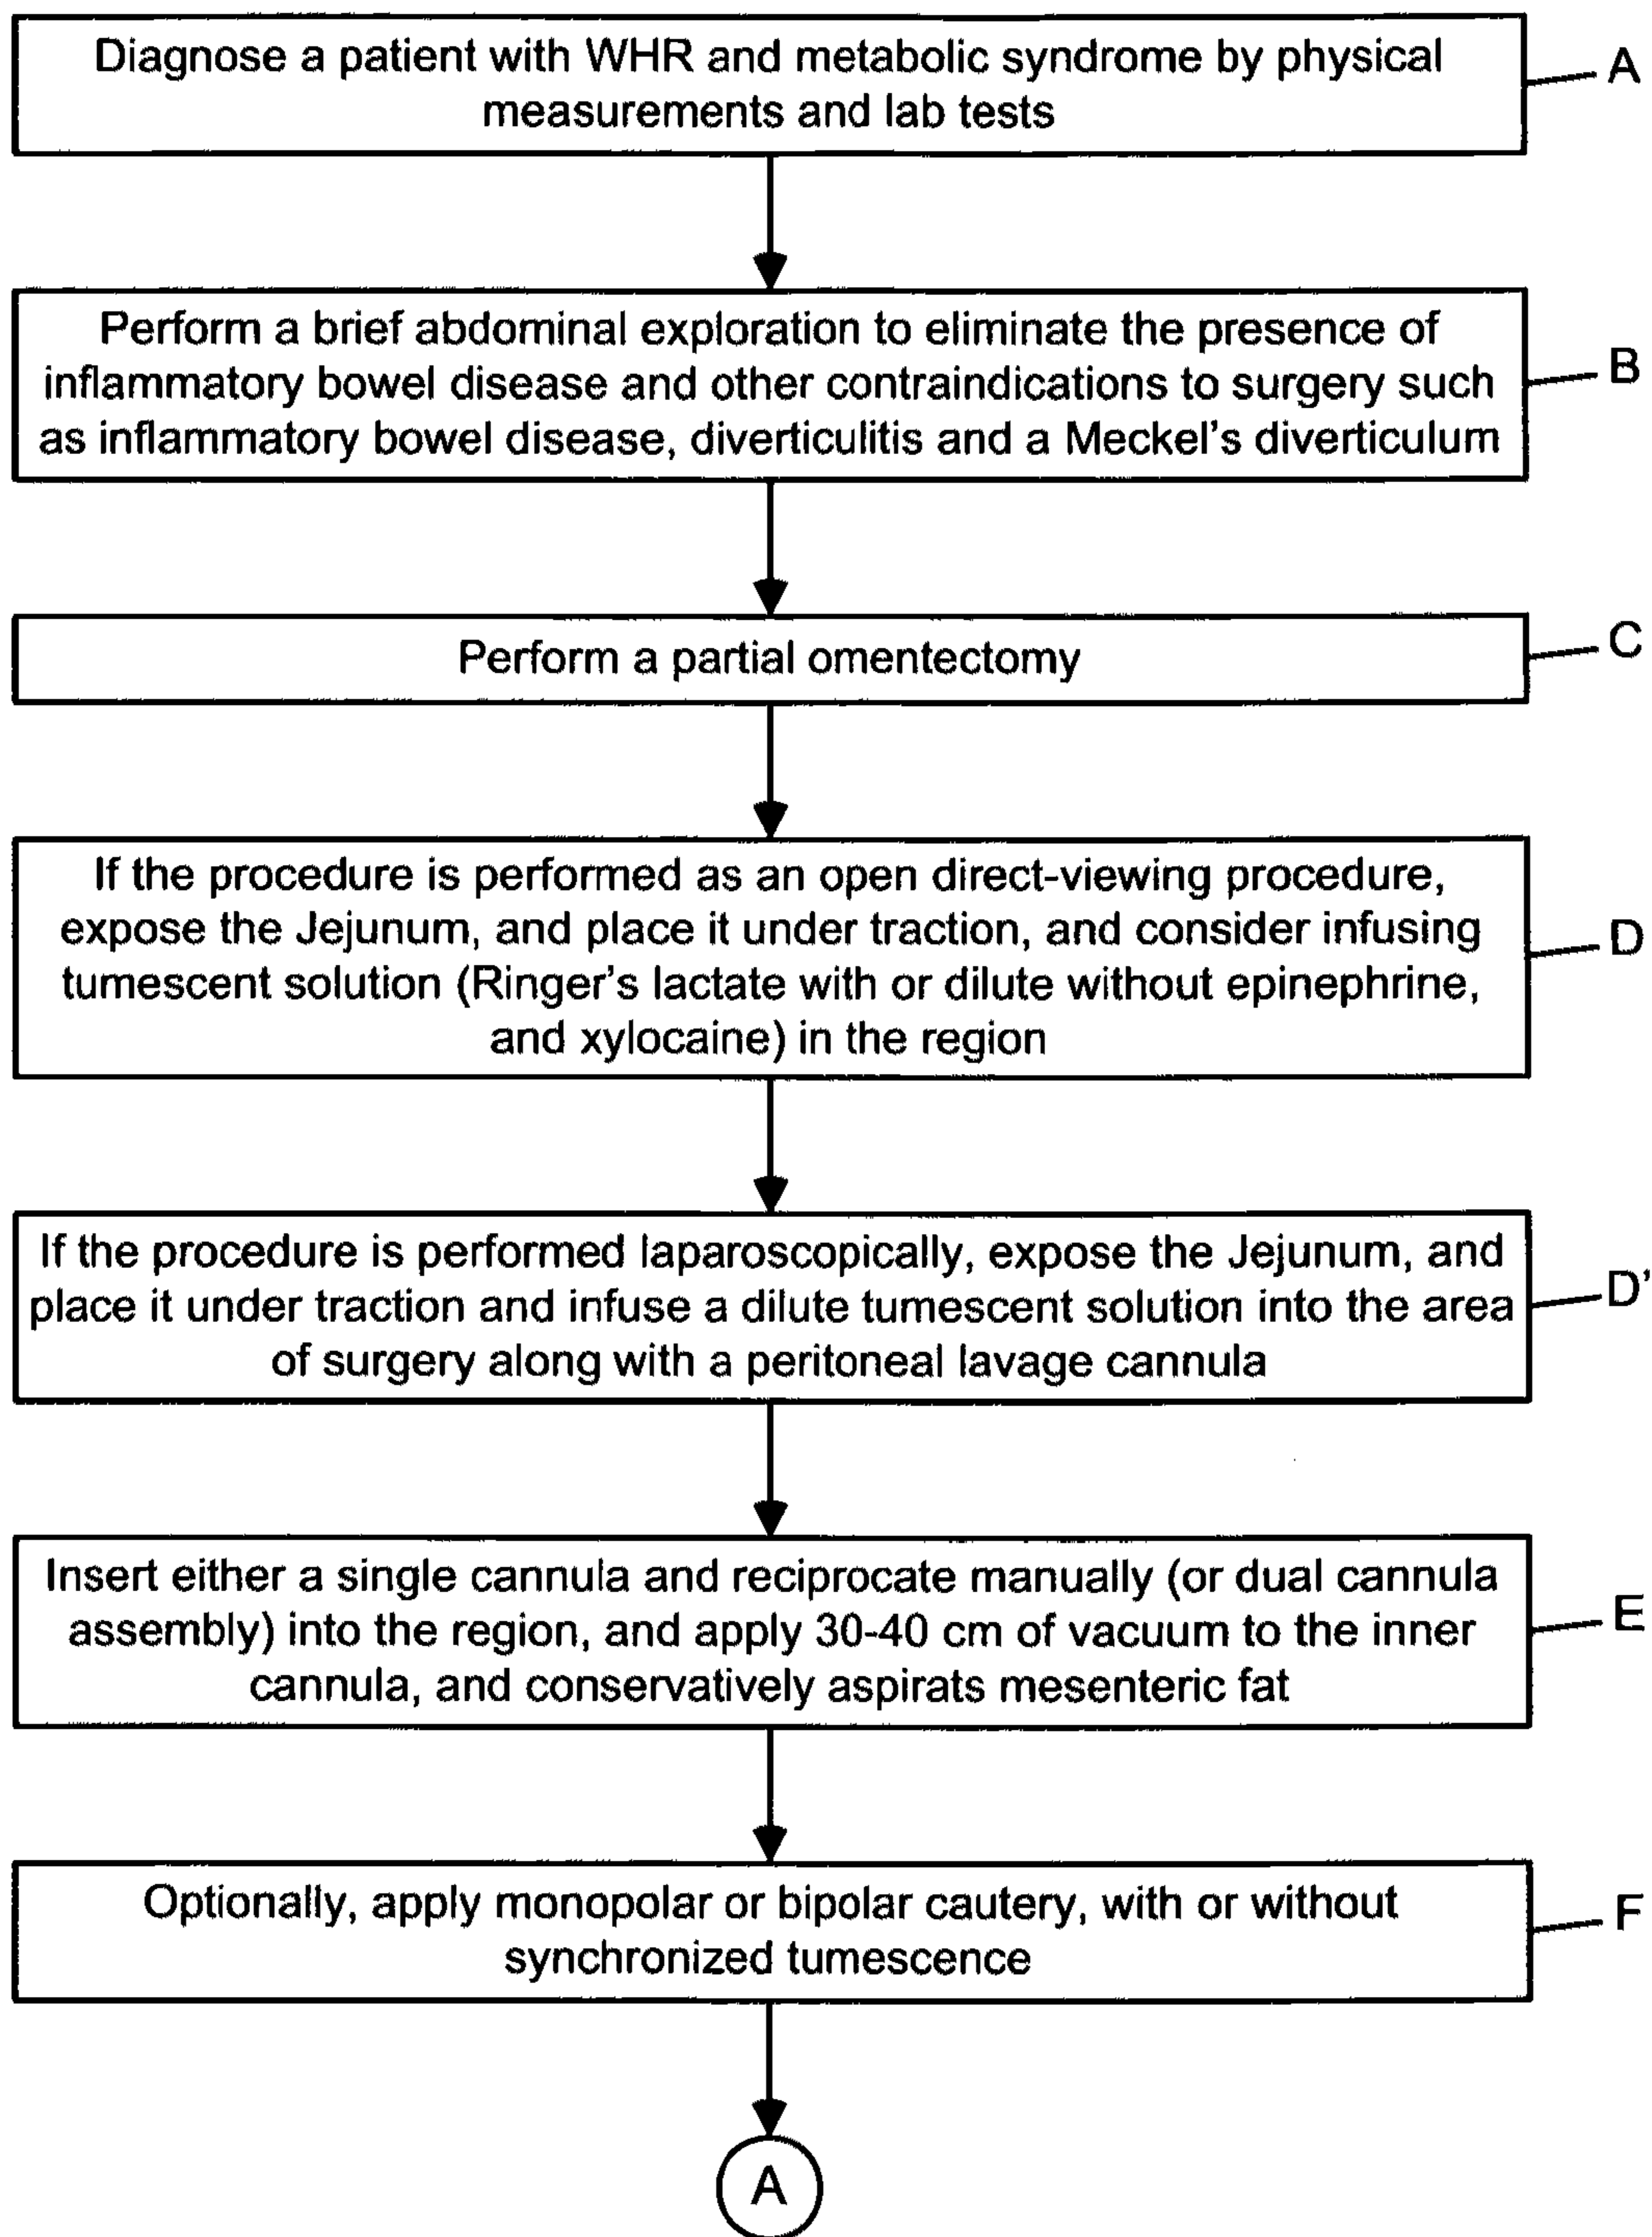 Diagnose a patient with WHR and metabolic syndrome by physical
measurements and lab tests
A
Perform a brief abdominal exploration to eliminate the presence of
inflammatory bowel disease and other contraindications to surgery such
as inflammatory bowel disease, diverticulitis and a Meckel's diverticulum
B
Perform a partial omentectomy
C
If the procedure is performed as an open direct-viewing procedure,
expose the Jejunum, and place it under traction, and consider infusing
tumescent solution (Ringer's lactate with or dilute without epinephrine,
and xylocaine) in the region
D
If the procedure is performed laparoscopically, expose the Jejunum, and
place it under traction and infuse a dilute tumescent solution into the area
of surgery along with a peritoneal lavage cannula
D'
Insert either a single cannula and reciprocate manually (or dual cannula
assembly) into the region, and apply 30-40 cm of vacuum to the inner
cannula, and conservatively aspirats mesenteric fat
E
Optionally, apply monopolar or bipolar cautery, with or without
synchronized tumescence
F
A